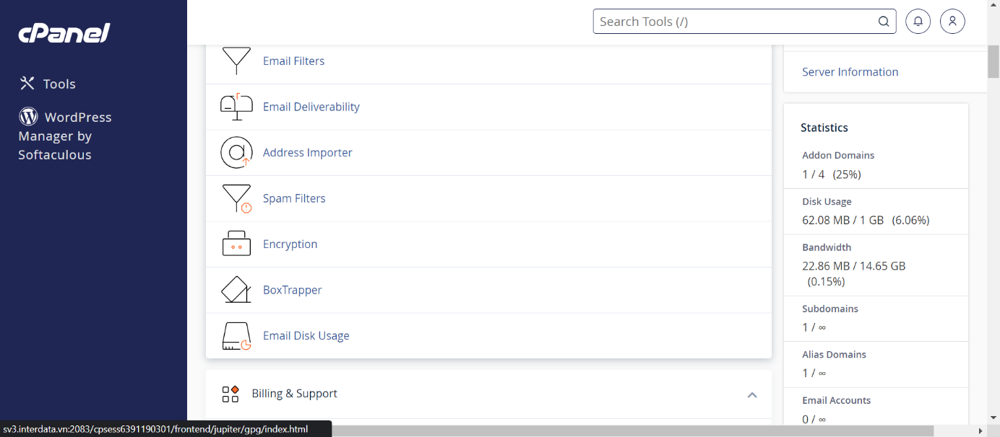 cPanel
Search Tools (/)
Tools
WordPress
Manager by
Softaculous
Email Filters
Email Deliverability
Address Importer
Spam Filters
Encryption
BoxTrapper
Email Disk Usage
Billing & Support
Server Information
Statistics
Addon Domains
1 / 4 (25%)
Disk Usage
62.08 MB / 1 GB (6.06%)
Bandwidth
22.86 MB / 14.65 GB
(0.15%)
Subdomains
1 / ∞
Alias Domains
1 / ∞
Email Accounts
0 / ∞
sv3.interdata.vn:2083/cpsess6391190301/frontend/jupiter/gpg/index.html